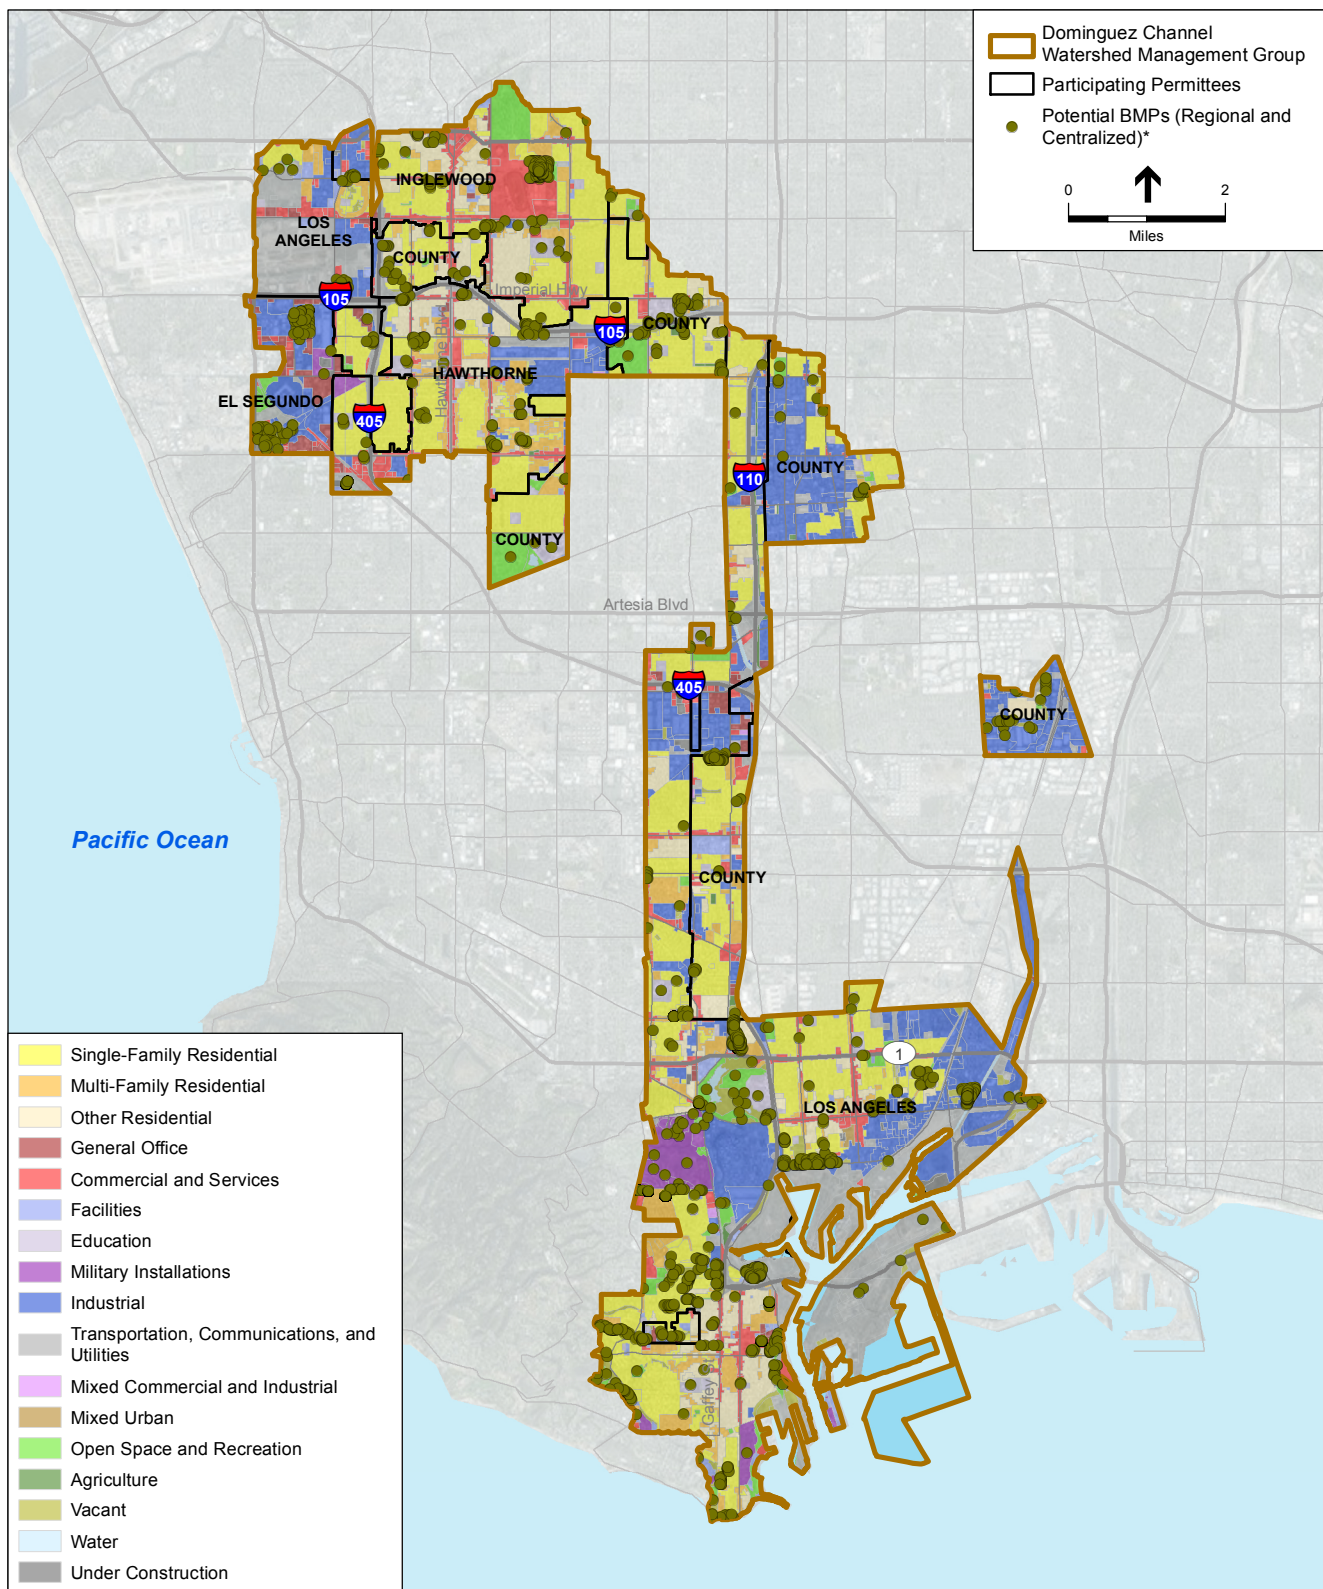 Dominguez Channel
Watershed Management Group
Participating Permittees
Potential BMPs (Regional and
Centralized)*
0
2
Miles
INGLEWOOD
LOS
ANGELES
COUNTY
Imperial Hwy
105
105
COUNTY
Hawthorne Blvd
HAWTHORNE
EL SEGUNDO
405
COUNTY
110
COUNTY
Artesia Blvd
405
COUNTY
Pacific Ocean
COUNTY
1
LOS ANGELES
Gaffey St
Single-Family Residential
Multi-Family Residential
Other Residential
General Office
Commercial and Services
Facilities
Education
Military Installations
Industrial
Transportation, Communications, and
Utilities
Mixed Commercial and Industrial
Mixed Urban
Open Space and Recreation
Agriculture
Vacant
Water
Under Construction